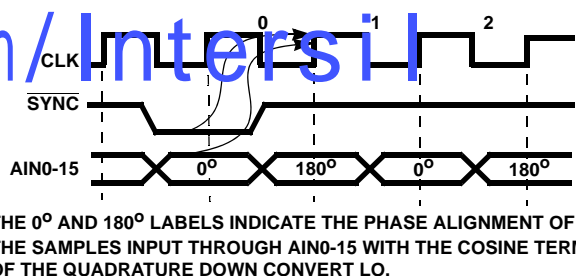 n/Intersil
0 1 2
CLK
SYNC
AIN0-15 0º 180º 0º 180º
THE 0º AND 180º LABELS INDICATE THE PHASE ALIGNMENT OF
THE SAMPLES INPUT THROUGH AIN0-15 WITH THE COSINE TERM
OF THE QUADRATURE DOWN CONVERT LO.